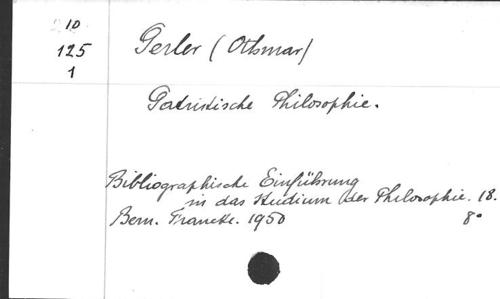 10
125
1
Perler (Othmar)
Patristische Philosophie.
Bibliographische Einführung
in das Studium der Philosophie. 18.
Bern. Francke. 1950
8°